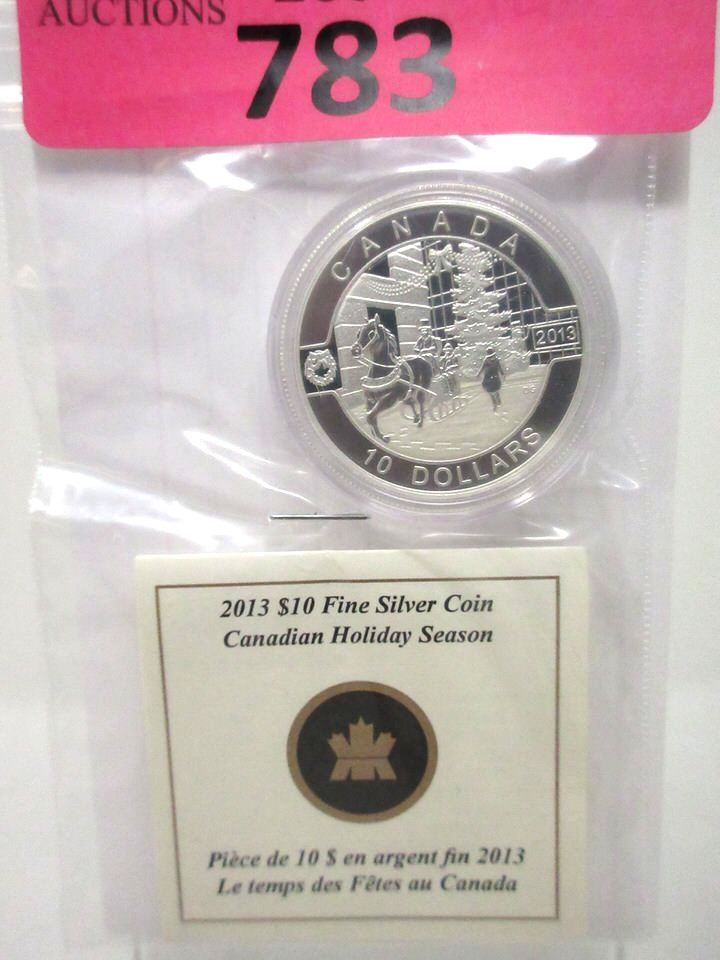 AUCTIONS
783
CANADA
2013
10 DOLLARS
2013 $10 Fine Silver Coin
Canadian Holiday Season
Pièce de 10 $ en argent fin 2013
Le temps des Fêtes au Canada